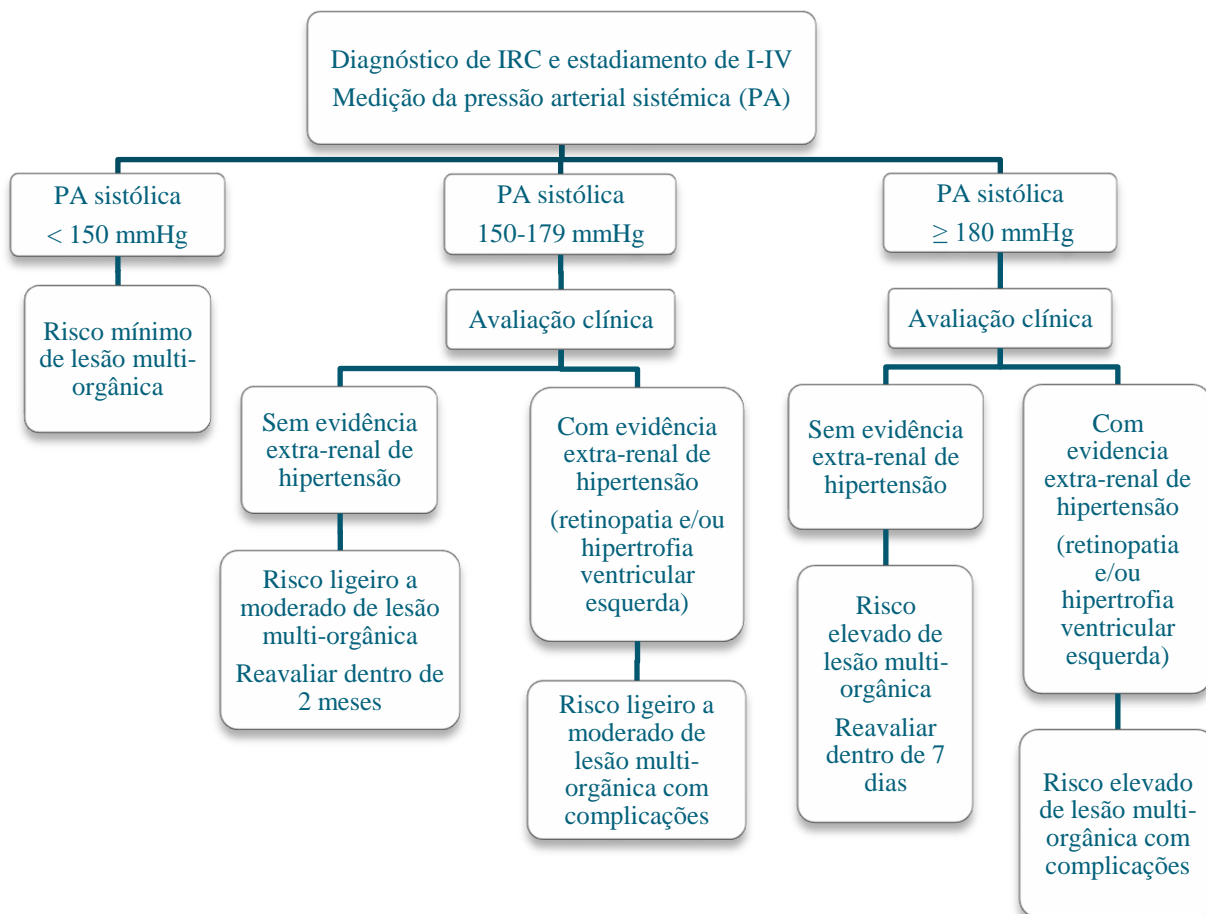 Diagnóstico de IRC e estadiamento de I-IV
Medição da pressão arterial sistémica (PA)
PA sistólica
< 150 mmHg
Risco mínimo
de lesão multi-
orgânica
PA sistólica
150-179 mmHg
Avaliação clínica
Sem evidência
extra-renal de
hipertensão
Risco ligeiro a
moderado de lesão
multi-orgânica
Reavaliar dentro de
2 meses
Com evidência
extra-renal de
hipertensão
(retinopatia e/ou
hipertrofia
ventricular
esquerda)
Risco ligeiro a
moderado de
lesão multi-
orgãnica com
complicações
PA sistólica
≥ 180 mmHg
Avaliação clínica
Sem evidência
extra-renal de
hipertensão
Risco
elevado de
lesão multi-
orgânica
Reavaliar
dentro de 7
dias
Com
evidencia
extra-renal de
hipertensão
(retinopatia
e/ou
hipertrofia
ventricular
esquerda)
Risco elevado
de lesão multi-
orgânica com
complicações